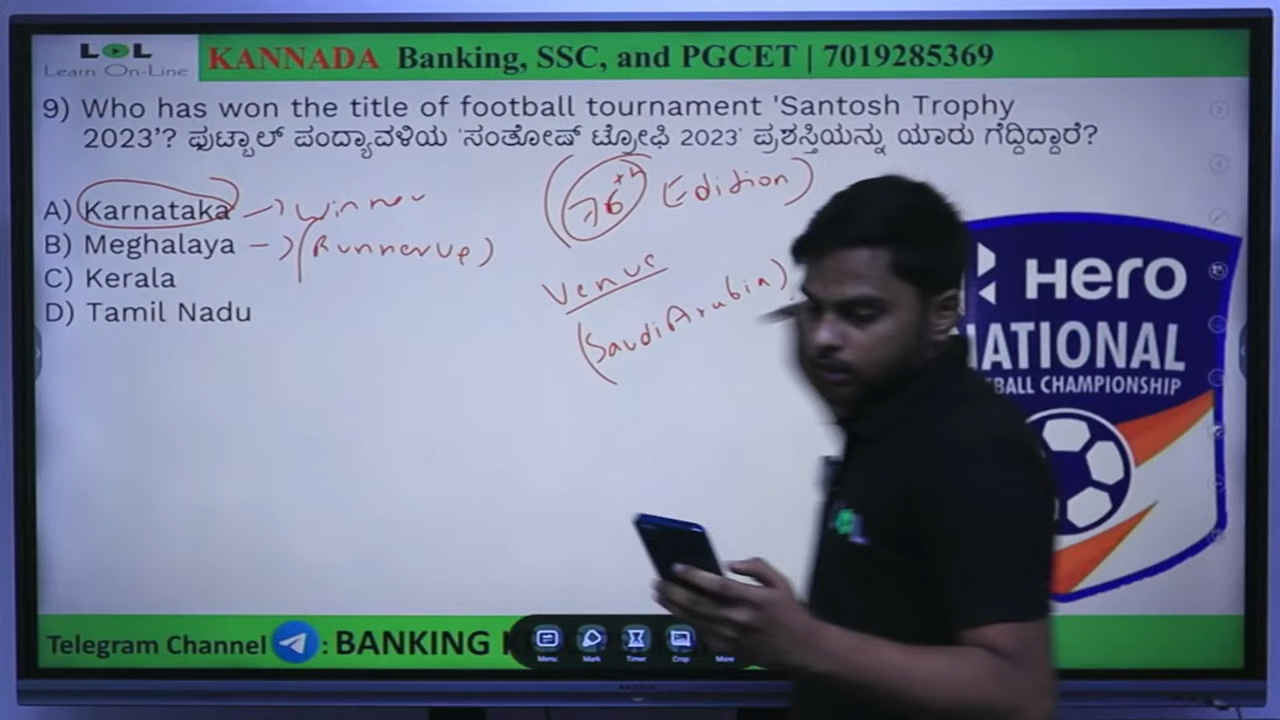 LOL
Learn On-Line
KANNADA Banking, SSC, and PGCET | 7019285369
9) Who has won the title of football tournament 'Santosh Trophy
2023'? ಫುಟ್ಬಾಲ್ ಪಂದ್ಯಾವಳಿಯ 'ಸಂತೋಷ್ ಟ್ರೋಫಿ 2023' ಪ್ರಶಸ್ತಿಯನ್ನು ಯಾರು ಗೆದ್ದಿದ್ದಾರೆ?
(76th Edition)
A) Karnataka → winner
B) Meghalaya → (Runnerup)
C) Kerala
D) Tamil Nadu
Venue
(Saudi Arabia)
HERO
NATIONAL
BALL CHAMPIONSHIP
Telegram Channel : BANKING
Menu Mark Timer Crop More